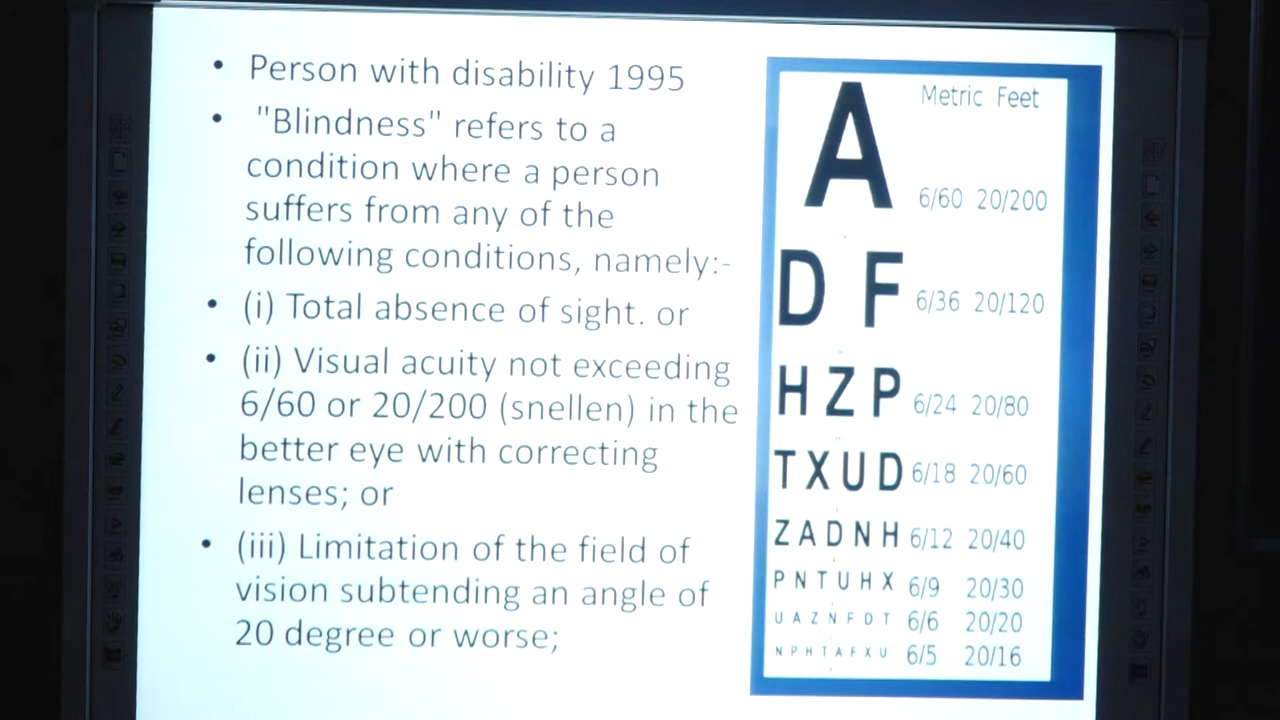 • Person with disability 1995
• "Blindness" refers to a
condition where a person
suffers from any of the
following conditions, namely:-
• (i) Total absence of sight. or
• (ii) Visual acuity not exceeding
6/60 or 20/200 (snellen) in the
better eye with correcting
lenses; or
• (iii) Limitation of the field of
vision subtending an angle of
20 degree or worse;
Metric Feet
A 6/60 20/200
D F 6/36 20/120
H Z P 6/24 20/80
T X U D 6/18 20/60
Z A D N H 6/12 20/40
P N T U H X 6/9 20/30
U A Z N F D T 6/6 20/20
N P H T A F X U 6/5 20/16